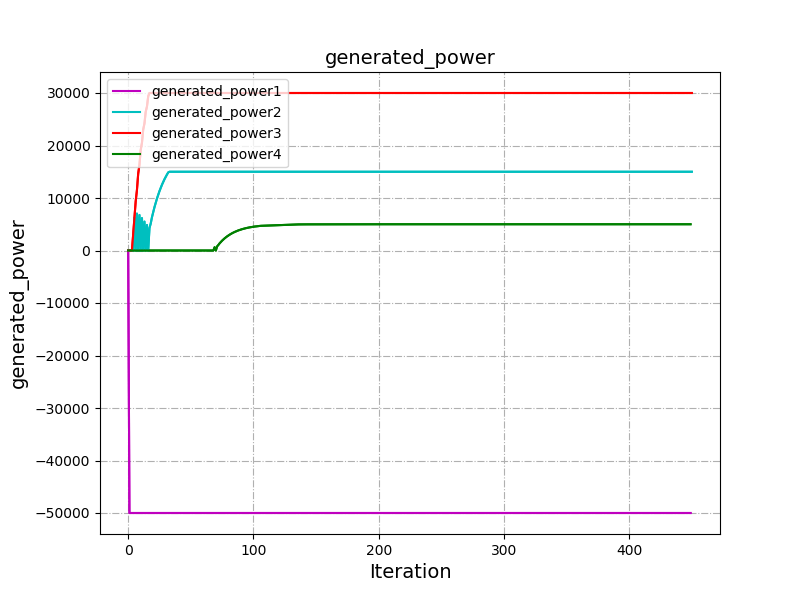 generated_power
generated_power1
generated_power2
generated_power3
generated_power4
30000
20000
10000
0
−10000
−20000
−30000
−40000
−50000
generated_power
0 100 200 300 400
Iteration